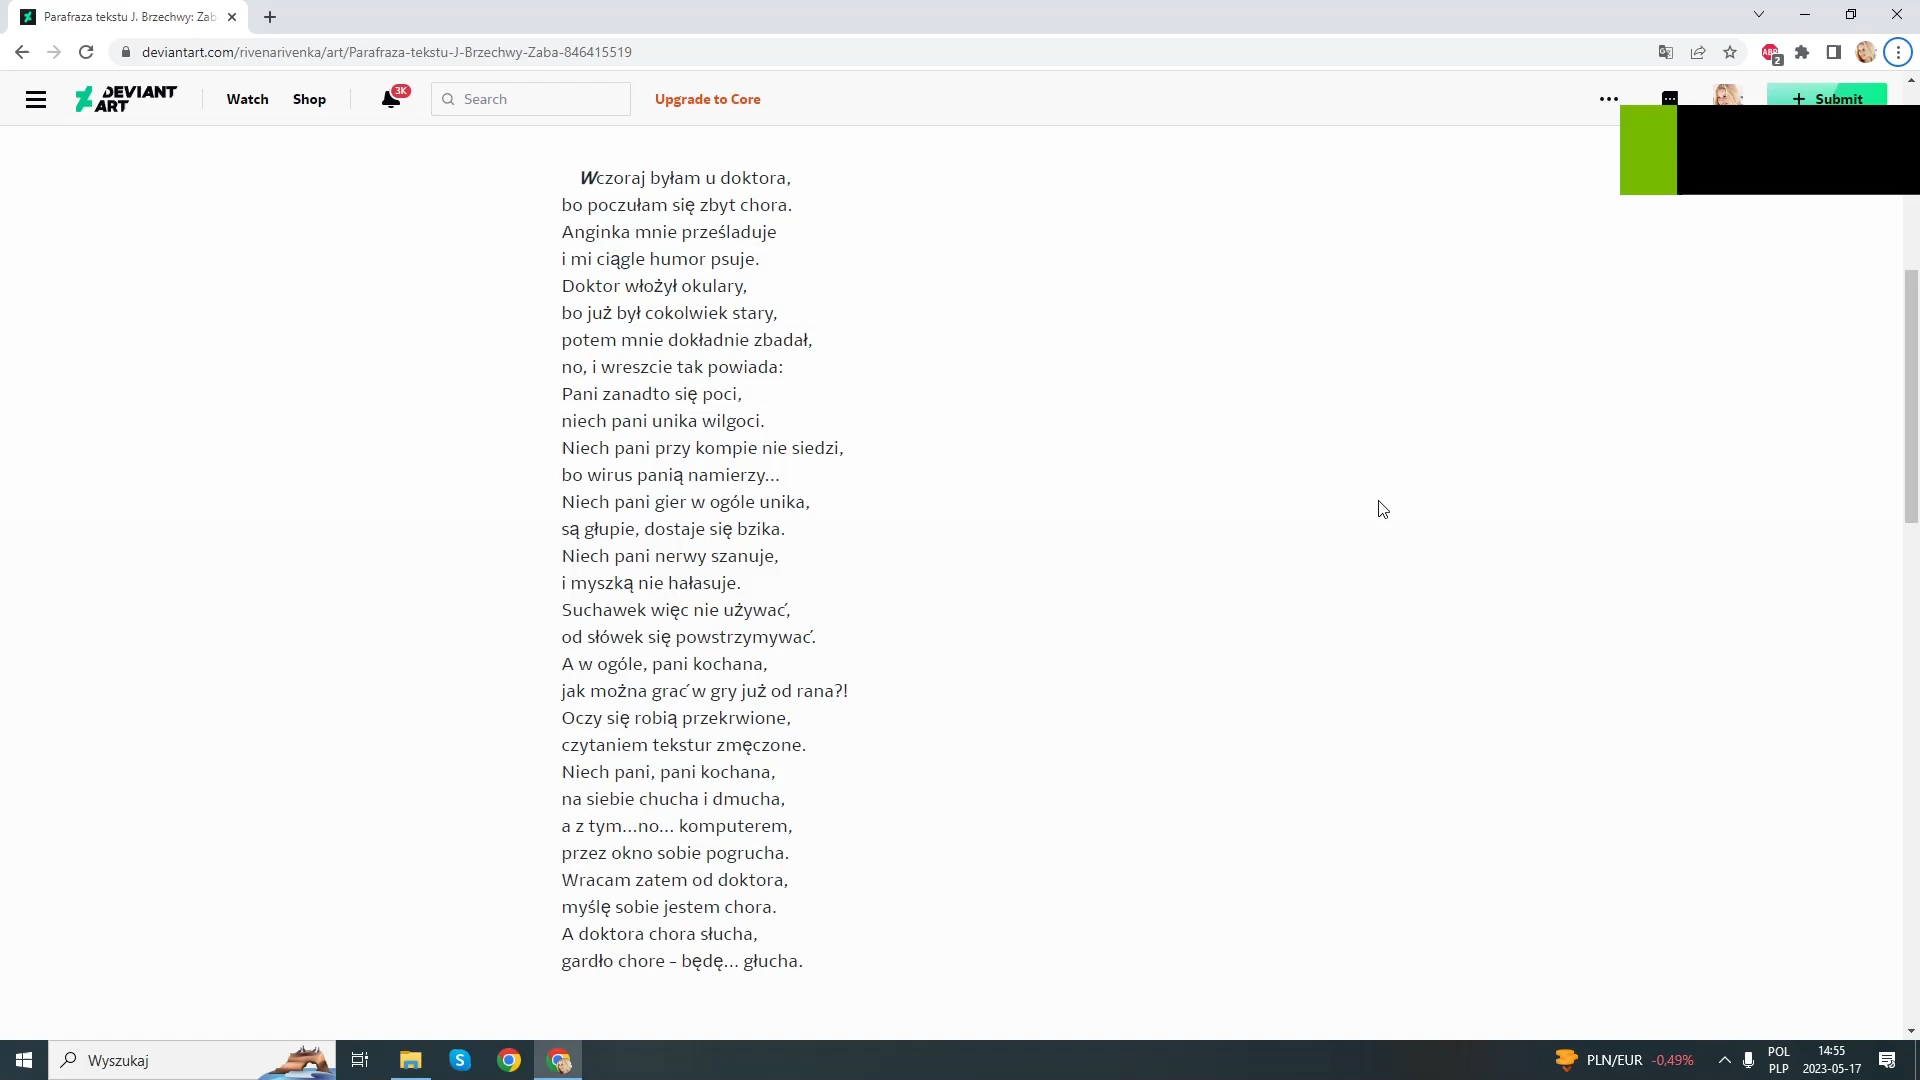 Parafraza tekstu J. Brzechwy: Zab
deviantart.com/rivenarivenka/art/Parafraza-tekstu-J-Brzechwy-Zaba-846415519
ABP
2
DEVIANT
ART
Watch
Shop
3K
Search
Upgrade to Core
Submit
Wczoraj byłam u doktora,
bo poczułam się zbyt chora.
Anginka mnie prześladuje
i mi ciągle humor psuje.
Doktor włożył okulary,
bo już był cokolwiek stary,
potem mnie dokładnie zbadał,
no, i wreszcie tak powiada:
Pani zanadto się poci,
niech pani unika wilgoci.
Niech pani przy kompie nie siedzi,
bo wirus panią namierzy...
Niech pani gier w ogóle unika,
są głupie, dostaje się bzika.
Niech pani nerwy szanuje,
i myszką nie hałasuje.
Suchawek więc nie używać,
od słówek się powstrzymywać.
A w ogóle, pani kochana,
jak można grać w gry już od rana?!
Oczy się robią przekrwione,
czytaniem tekstur zmęczone.
Niech pani, pani kochana,
na siebie chucha i dmucha,
a z tym...no... komputerem,
przez okno sobie pogrucha.
Wracam zatem od doktora,
myślę sobie jestem chora.
A doktora chora słucha,
gardło chore - będę... głucha.
Wyszukaj
PLN/EUR -0,49%
POL
PLP
14:55
2023-05-17